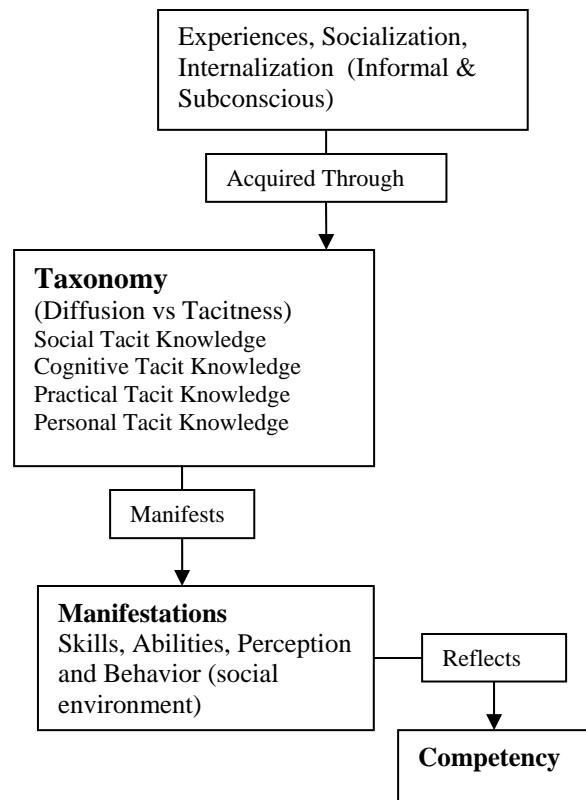 Experiences, Socialization,
Internalization (Informal &
Subconscious)
Acquired Through
Taxonomy
(Diffusion vs Tacitness)
Social Tacit Knowledge
Cognitive Tacit Knowledge
Practical Tacit Knowledge
Personal Tacit Knowledge
Manifests
Manifestations
Skills, Abilities, Perception
and Behavior (social
environment)
Reflects
Competency